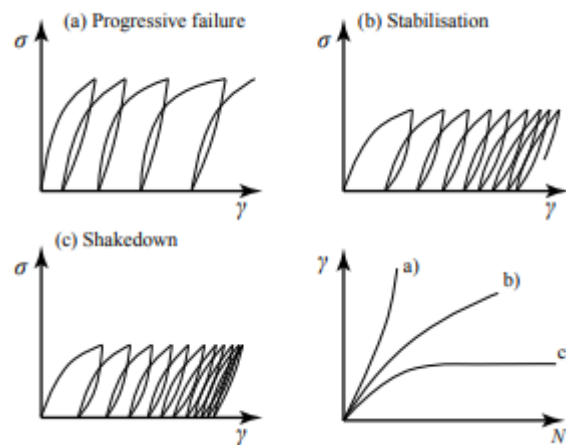 (a) Progressive failure
(b) Stabilisation
σ
σ
γ
γ
(c) Shakedown
σ
γ
a)
b)
c
γ
N